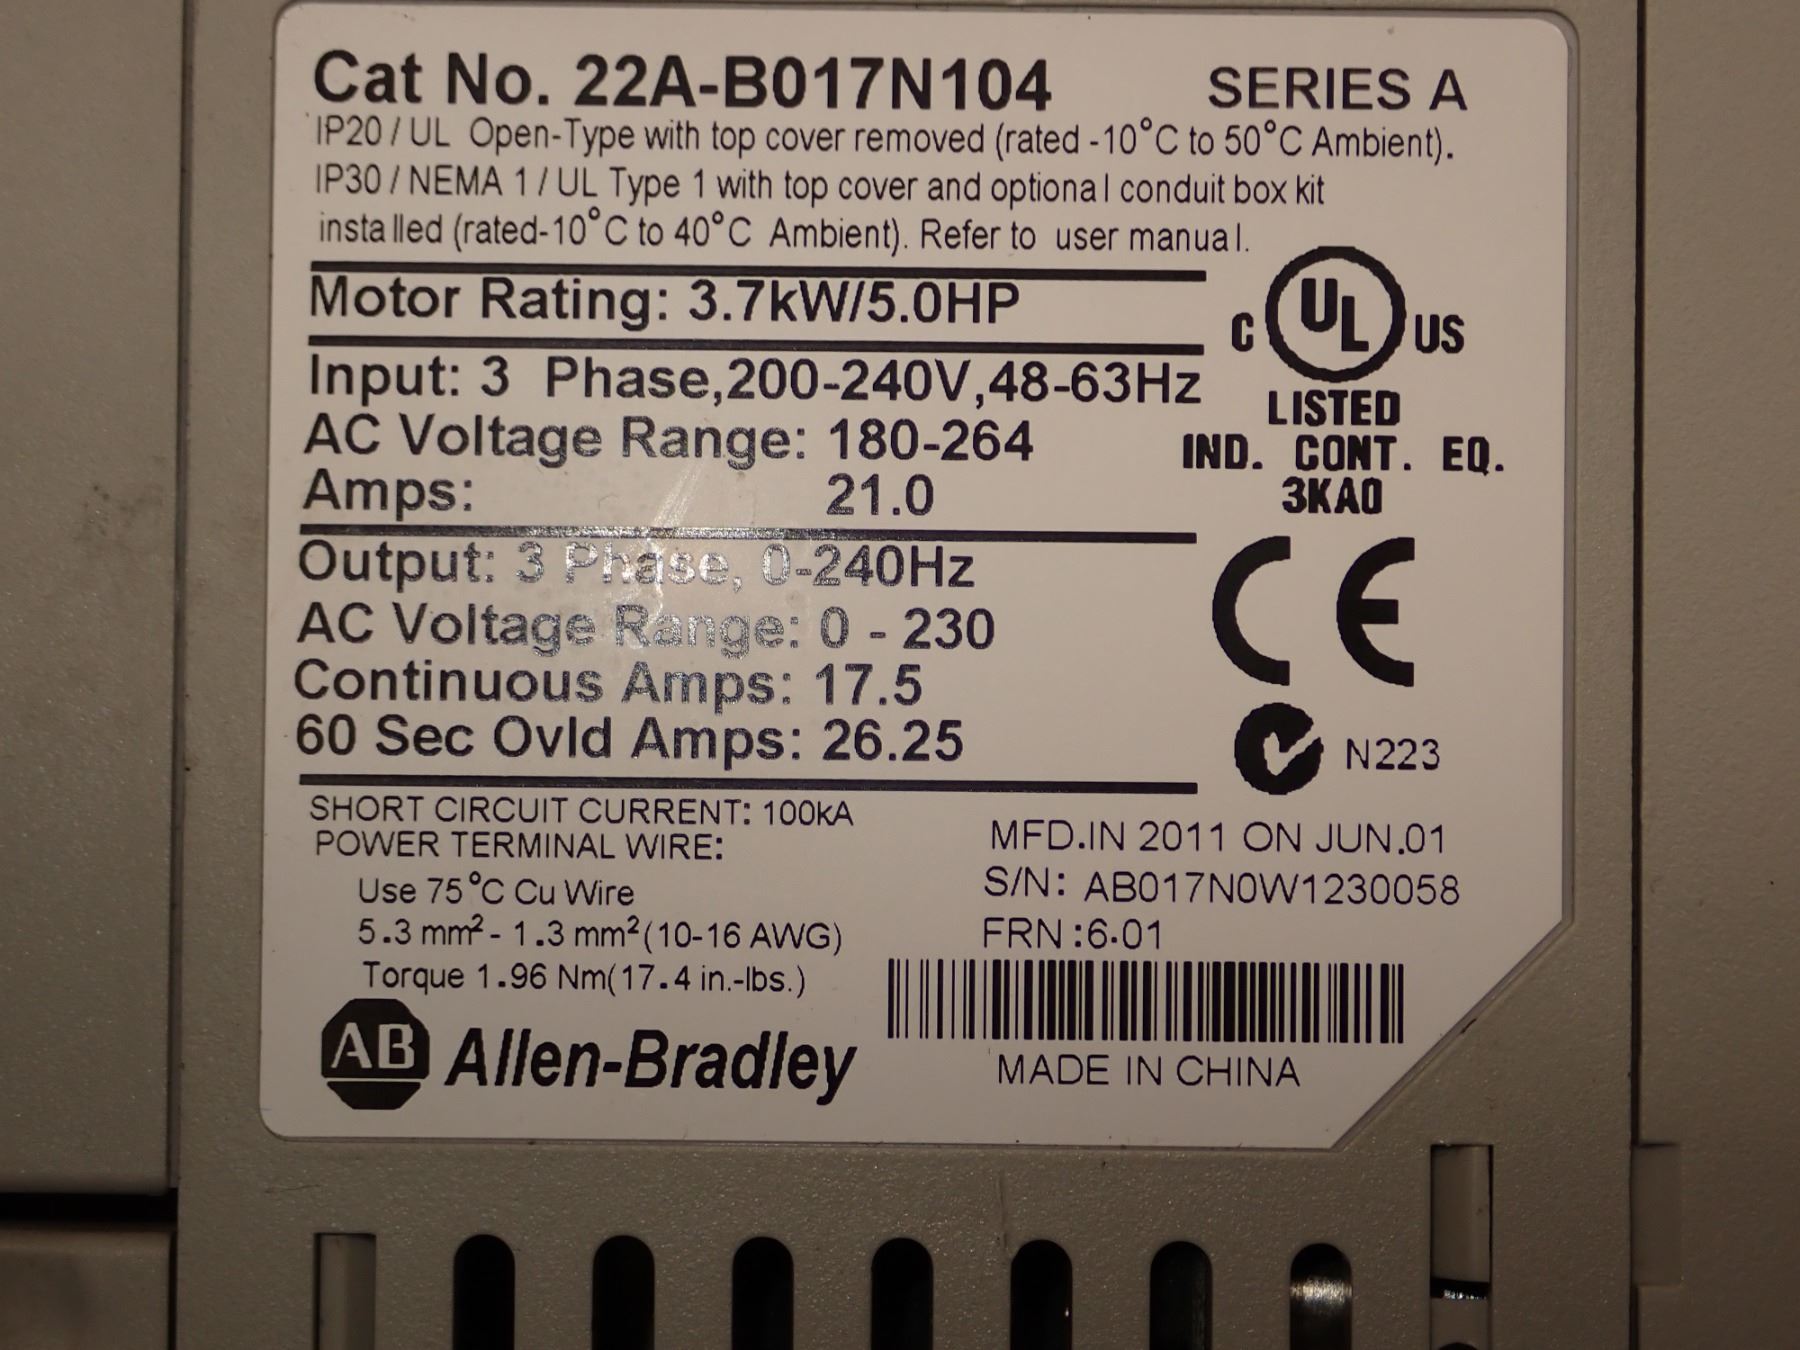 Cat No. 22A-B017N104 SERIES A
IP20 / UL Open-Type with top cover removed (rated -10°C to 50°C Ambient).
IP30 / NEMA 1 / UL Type 1 with top cover and optional conduit box kit
installed (rated-10°C to 40°C Ambient). Refer to user manual.
Motor Rating: 3.7kW/5.0HP
C UL US
Input: 3 Phase,200-240V,48-63Hz
LISTED
AC Voltage Range: 180-264
IND. CONT. EQ.
Amps: 21.0
3KA0
Output: 3 Phase, 0-240Hz
CE
AC Voltage Range: 0 - 230
Continuous Amps: 17.5
60 Sec Ovld Amps: 26.25
N223
SHORT CIRCUIT CURRENT: 100kA
POWER TERMINAL WIRE:
MFD.IN 2011 ON JUN.01
Use 75°C Cu Wire
S/N: AB017N0W1230058
5.3 mm² - 1.3 mm² (10-16 AWG)
FRN :6.01
Torque 1.96 Nm(17.4 in.-lbs.)
AB Allen-Bradley
MADE IN CHINA